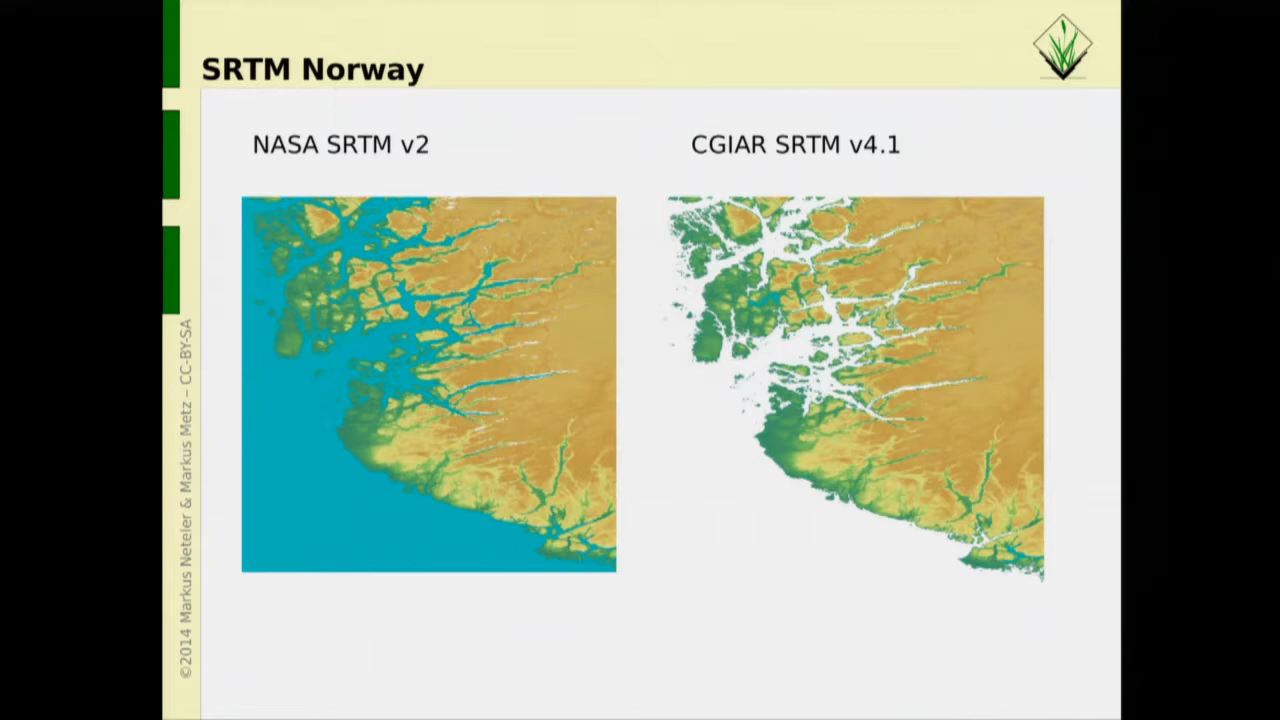 SRTM Norway
NASA SRTM v2
CGIAR SRTM v4.1
©2014 Markus Neteler & Markus Metz – CC-BY-SA